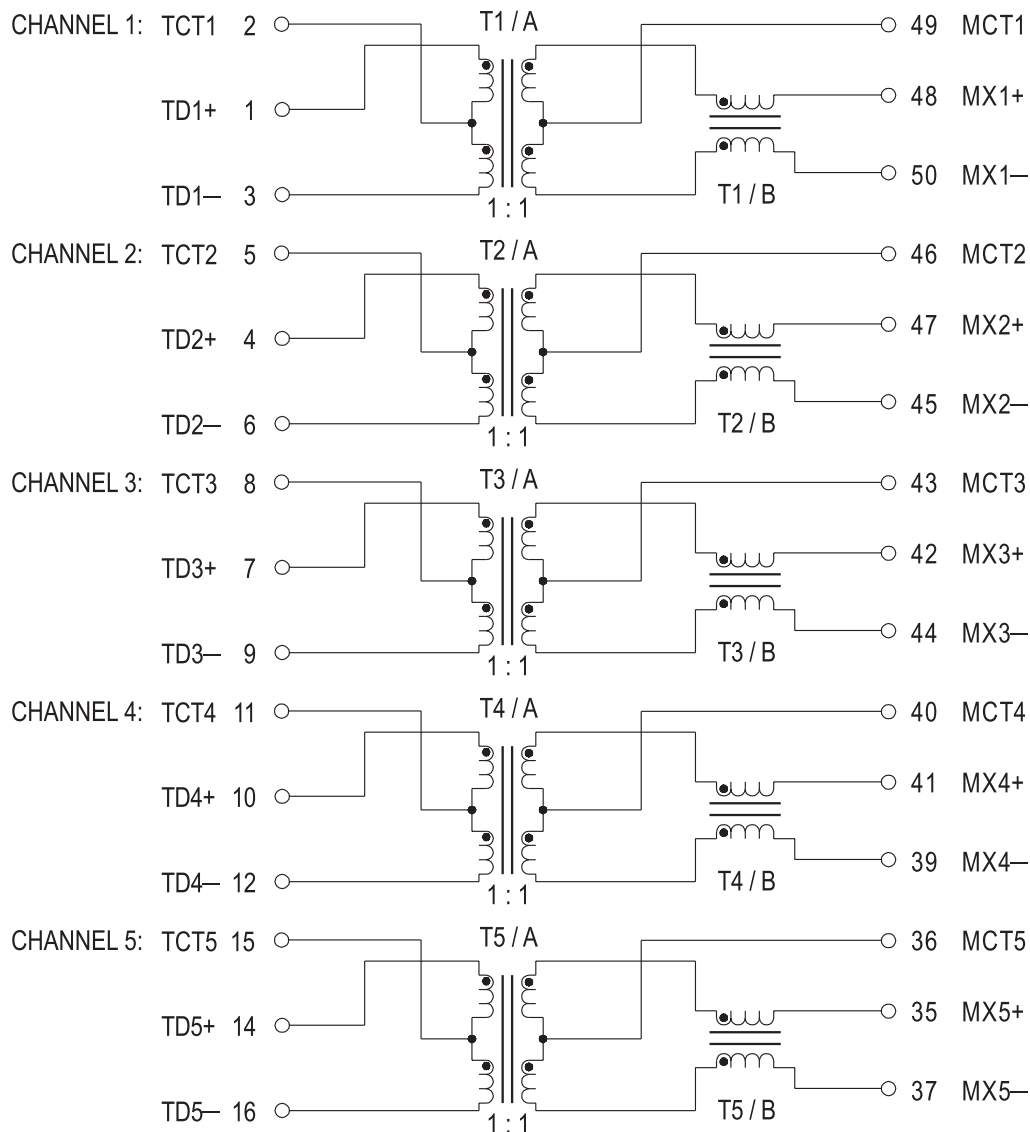 CHANNEL 1: TCT1 2 T1 / A 49 MCT1
TD1+ 1 48 MX1+
TD1— 3 50 MX1—
1 : 1 T1 / B
CHANNEL 2: TCT2 5 T2 / A 46 MCT2
TD2+ 4 47 MX2+
TD2— 6 45 MX2—
1 : 1 T2 / B
CHANNEL 3: TCT3 8 T3 / A 43 MCT3
TD3+ 7 42 MX3+
TD3— 9 44 MX3—
1 : 1 T3 / B
CHANNEL 4: TCT4 11 T4 / A 40 MCT4
TD4+ 10 41 MX4+
TD4— 12 39 MX4—
1 : 1 T4 / B
CHANNEL 5: TCT5 15 T5 / A 36 MCT5
TD5+ 14 35 MX5+
TD5— 16 37 MX5—
1 : 1 T5 / B